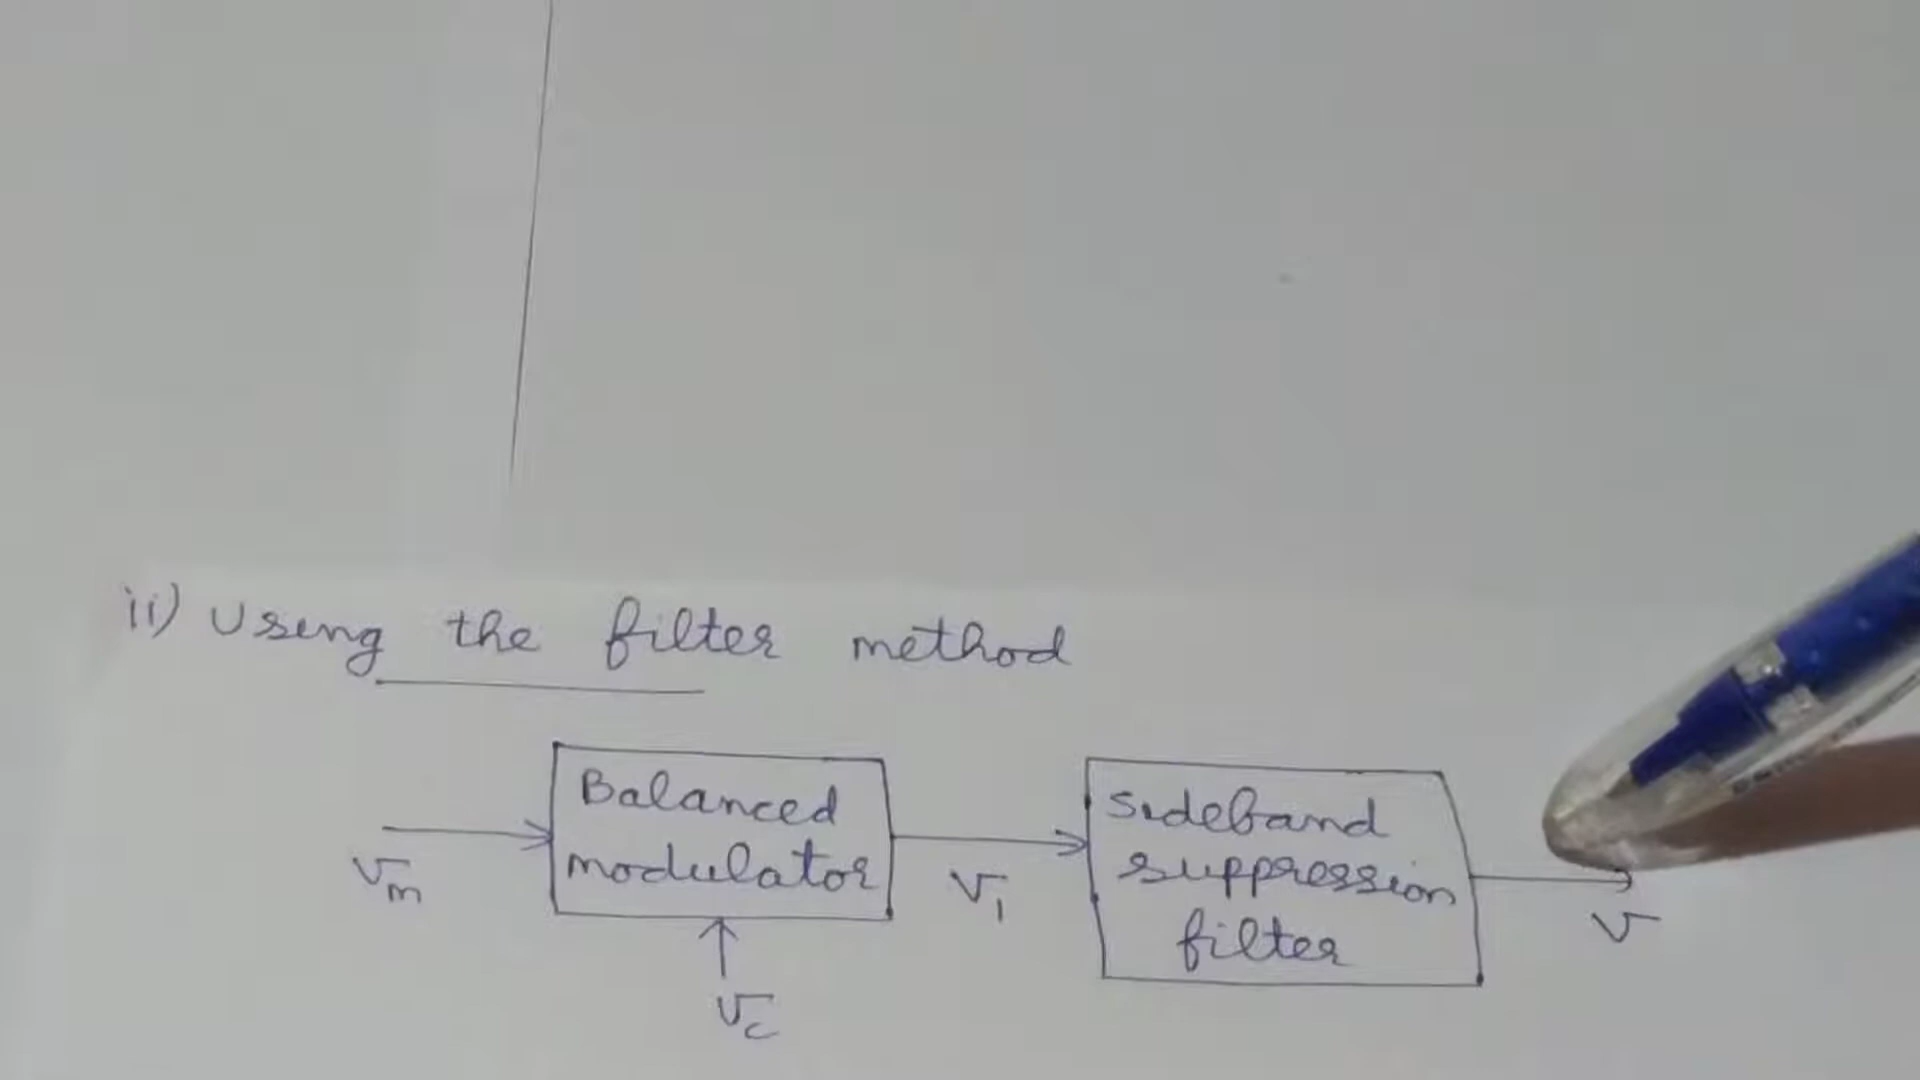 ii) Using the filter method
Balanced
modulator
Sideband
suppression
filter
Vm
V1
V
Vc